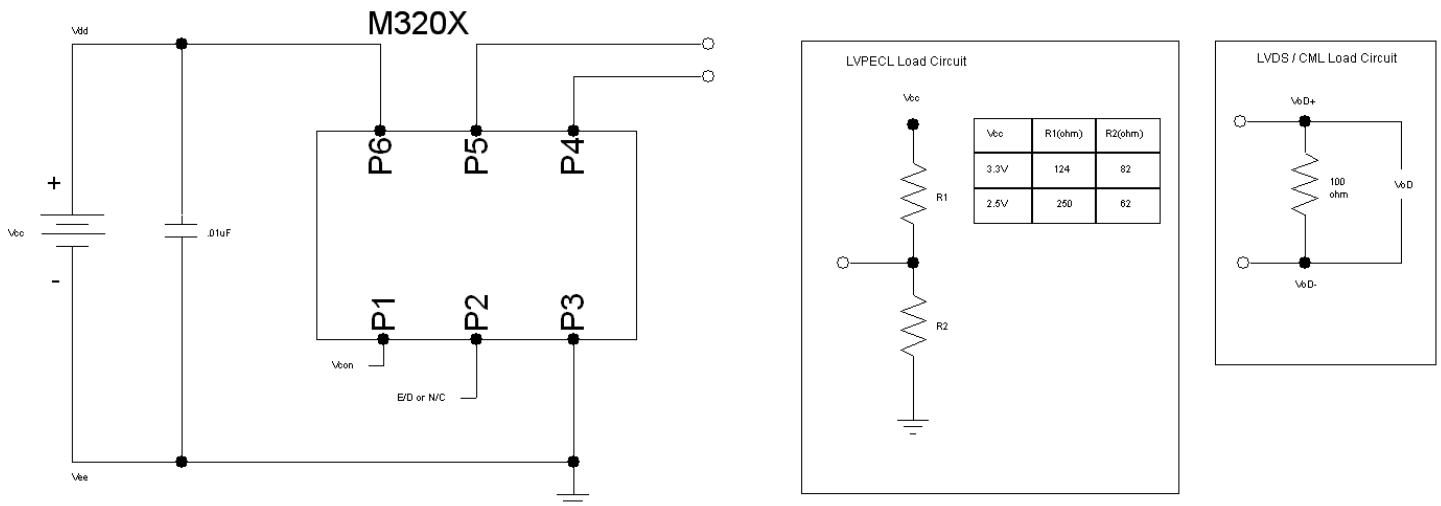 M320X
Vdd
P6
P5
P4
+
Vcc
-
.01uF
P1
P2
P3
Vcon
E/D or N/C
Vee
LVPECL Load Circuit
Vcc
R1
R2
Vcc R1(ohm) R2(ohm)
3.3V 124 82
2.5V 250 62
LVDS / CML Load Circuit
VoD+
100
ohm
VoD
VoD-